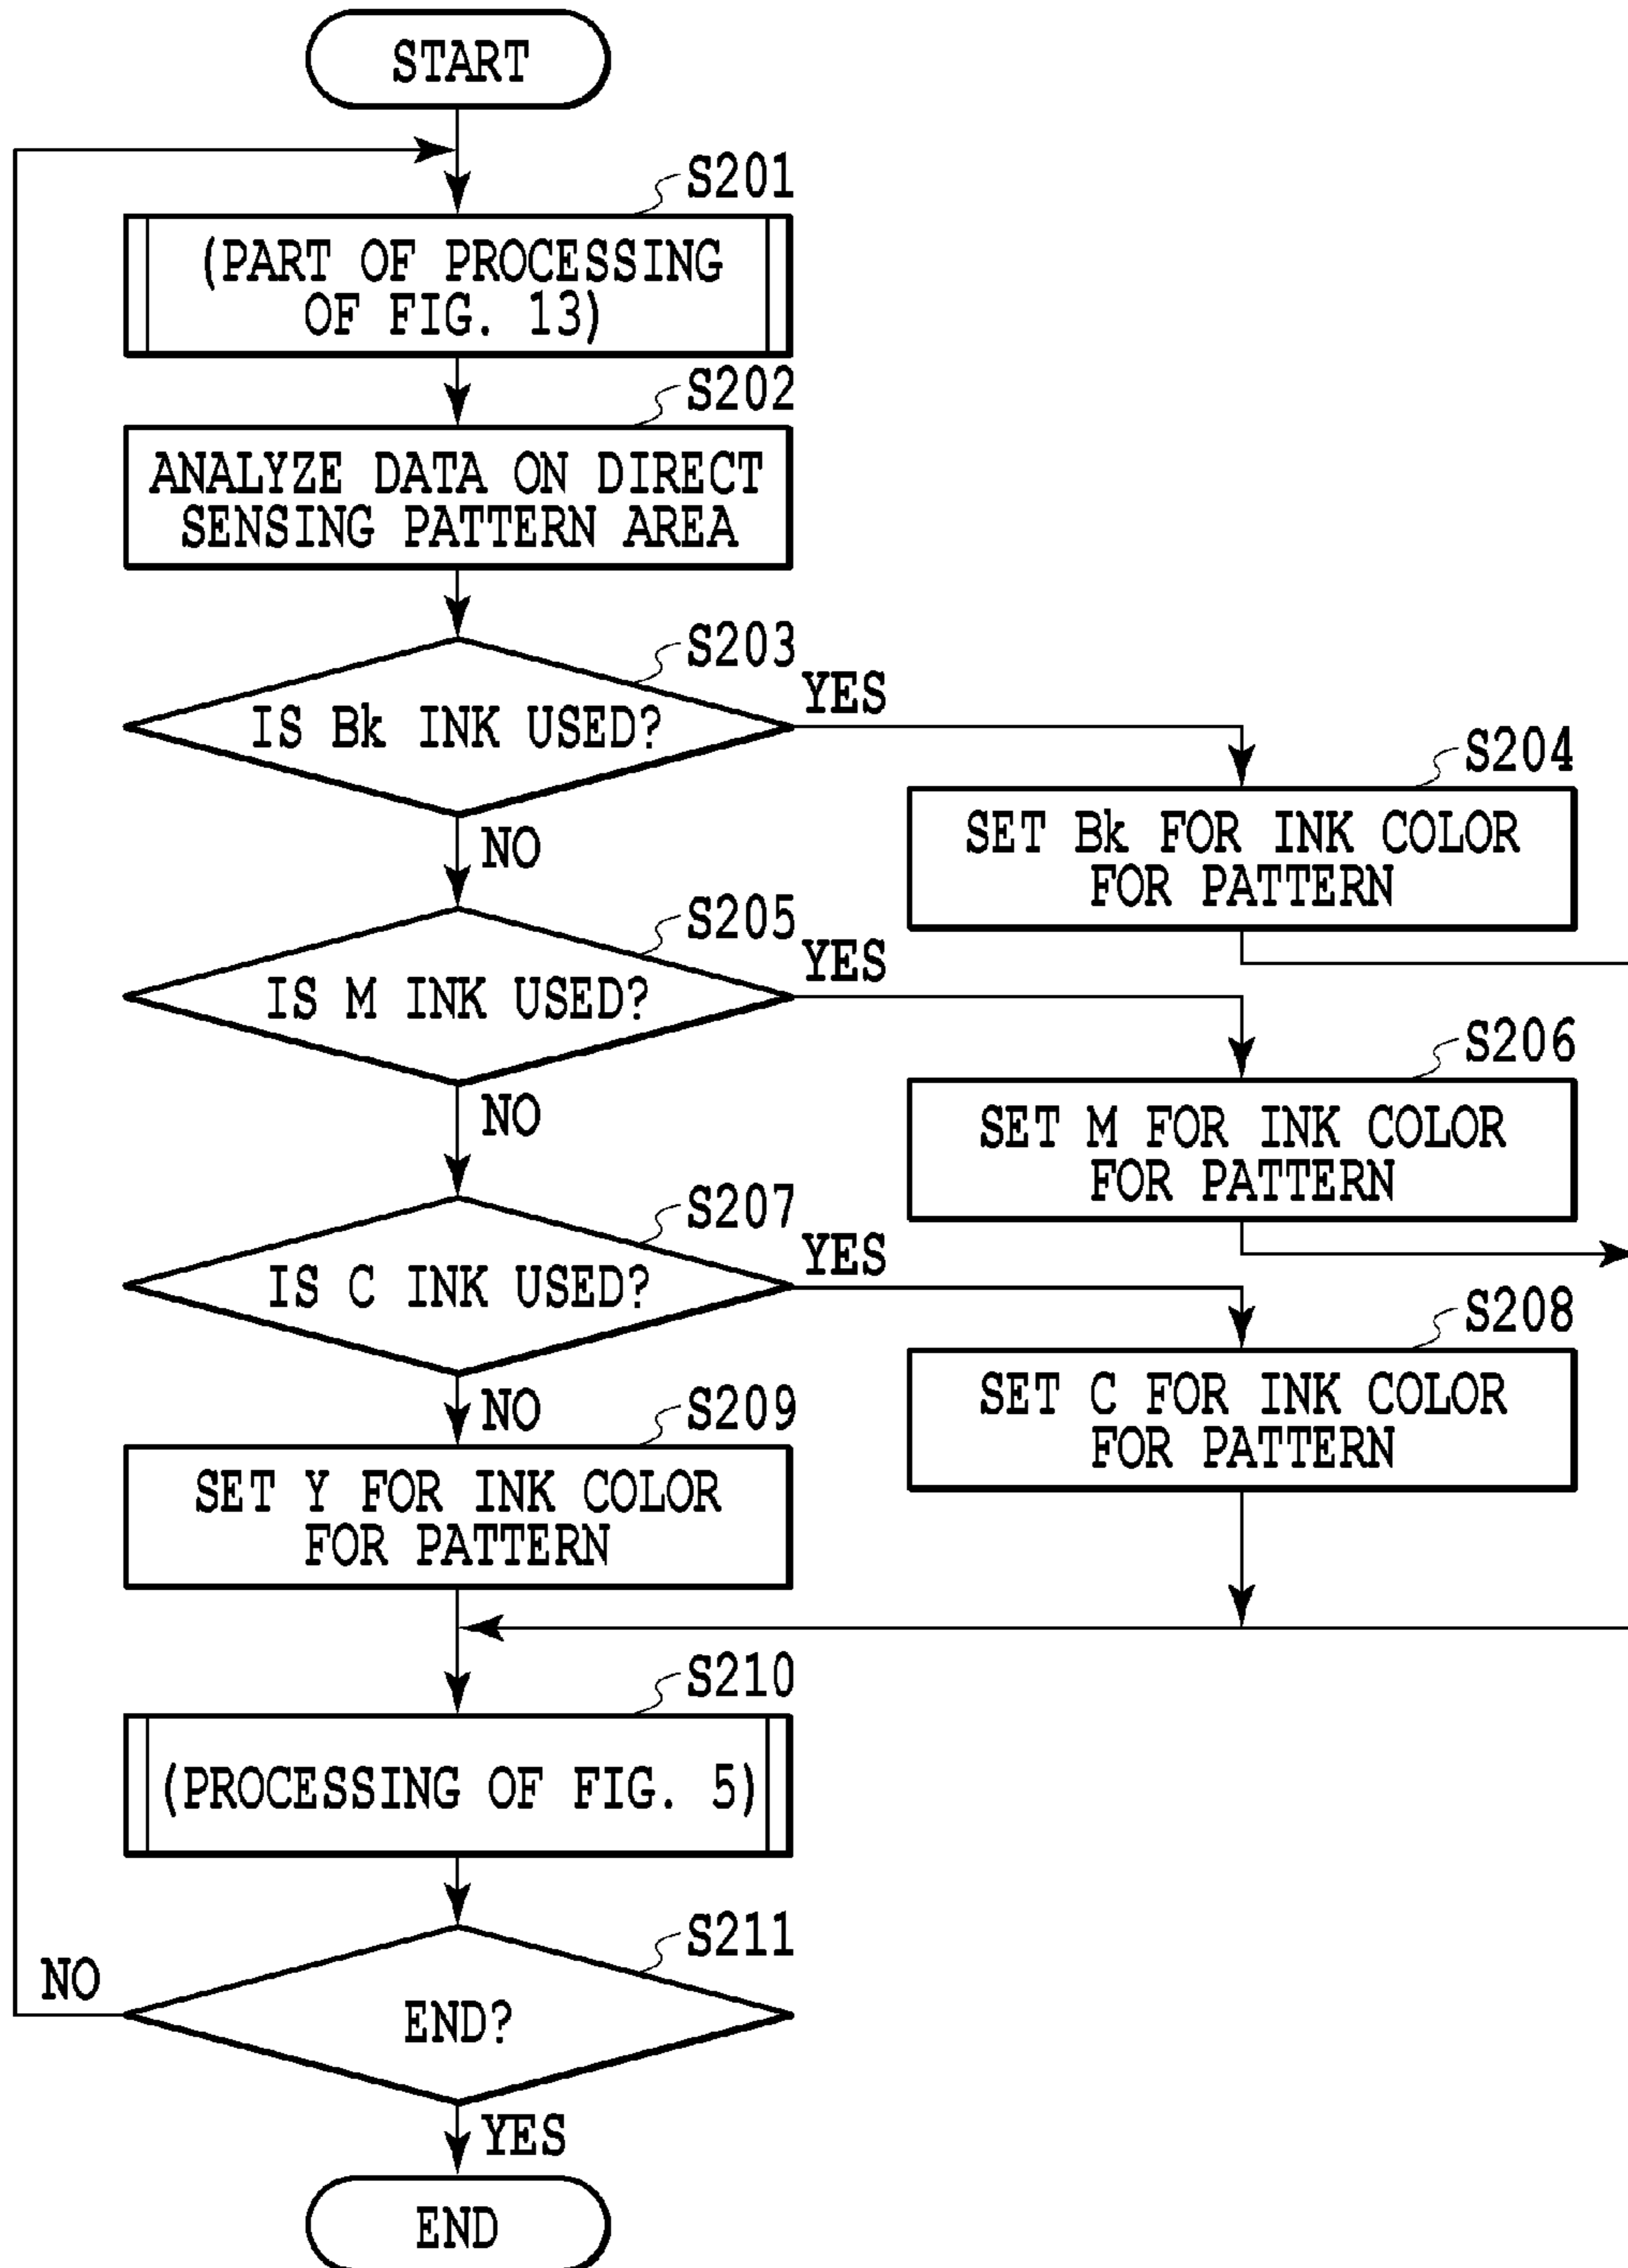 START
S201
(PART OF PROCESSING
OF FIG. 13)
S202
ANALYZE DATA ON DIRECT
SENSING PATTERN AREA
S203
IS Bk INK USED?
YES
NO
S204
SET Bk FOR INK COLOR
FOR PATTERN
S205
IS M INK USED?
YES
NO
S206
SET M FOR INK COLOR
FOR PATTERN
S207
IS C INK USED?
YES
NO
S208
SET C FOR INK COLOR
FOR PATTERN
S209
SET Y FOR INK COLOR
FOR PATTERN
S210
(PROCESSING OF FIG. 5)
S211
END?
NO
YES
END